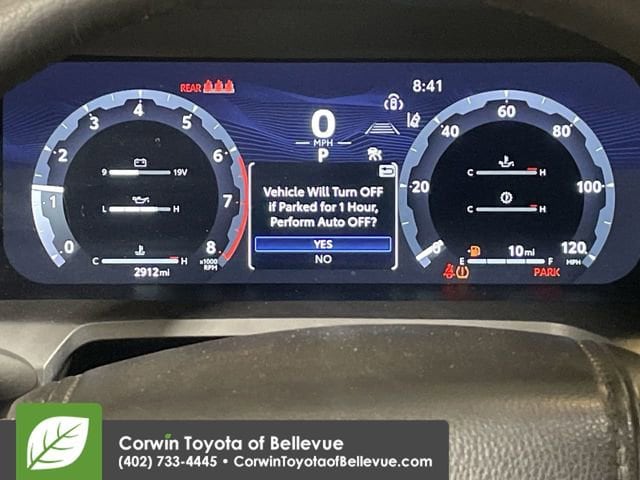 REAR
8:41
0
MPH
P
0 1 2 3 4 5 6 7 8
x1000
RPM
9 19V
L H
C H
2912mi
Vehicle Will Turn OFF
if Parked for 1 Hour,
Perform Auto OFF?
YES
NO
0 20 40 60 80 100 120
MPH
C H
C H
10mi
E F
PARK
Corwin Toyota of Bellevue
(402) 733-4445 • CorwinToyotaofBellevue.com